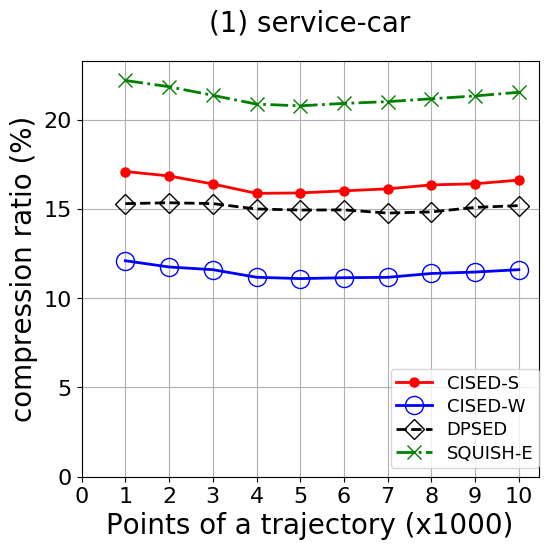 (1) service-car
compression ratio (%)
20
15
10
5
0
0 1 2 3 4 5 6 7 8 9 10
Points of a trajectory (x1000)
CISED-S
CISED-W
DPSED
SQUISH-E